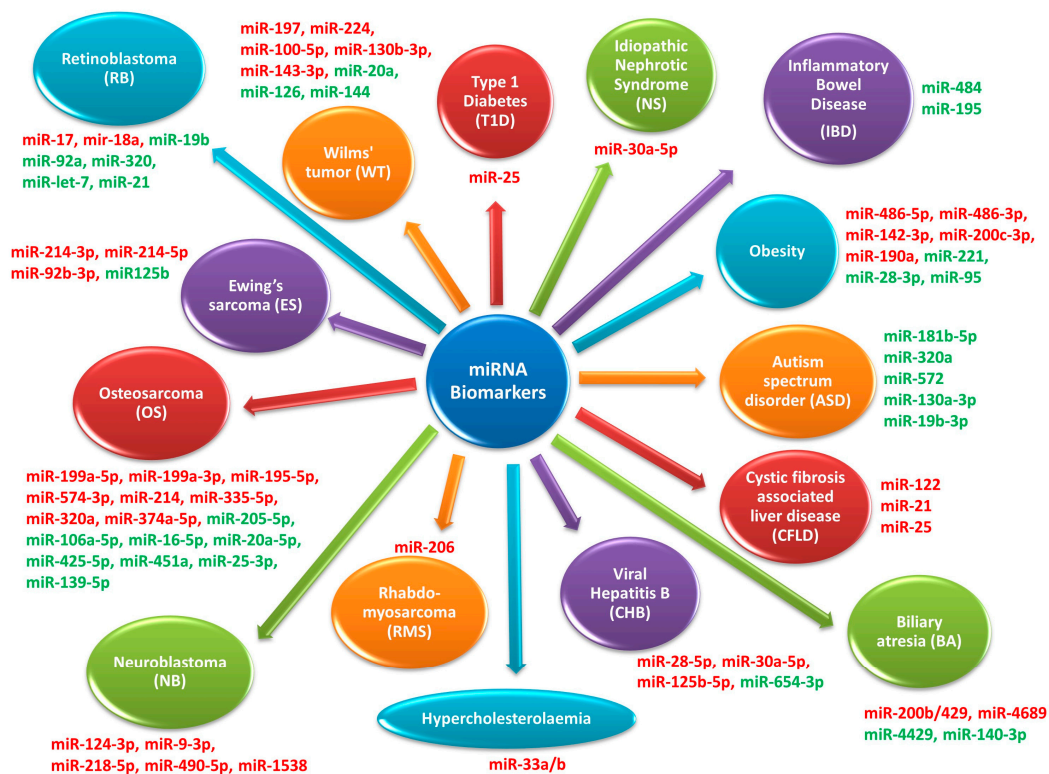 miRNA
Biomarkers
Retinoblastoma
(RB)
miR-17, mir-18a, miR-19b
miR-92a, miR-320,
miR-let-7, miR-21
miR-197, miR-224,
miR-100-5p, miR-130b-3p,
miR-143-3p, miR-20a,
miR-126, miR-144
Wilms'
tumor (WT)
Type 1
Diabetes
(T1D)
miR-25
Idiopathic
Nephrotic
Syndrome
(NS)
miR-30a-5p
Inflammatory
Bowel
Disease
(IBD)
miR-484
miR-195
Obesity
miR-486-5p, miR-486-3p,
miR-142-3p, miR-200c-3p,
miR-190a, miR-221,
miR-28-3p, miR-95
Autism
spectrum
disorder (ASD)
miR-181b-5p
miR-320a
miR-572
miR-130a-3p
miR-19b-3p
Cystic fibrosis
associated
liver disease
(CFLD)
miR-122
miR-21
miR-25
Biliary
atresia (BA)
miR-200b/429, miR-4689
miR-4429, miR-140-3p
Viral
Hepatitis B
(CHB)
miR-28-5p, miR-30a-5p,
miR-125b-5p, miR-654-3p
Hypercholesterolaemia
miR-33a/b
miR-206
Rhabdo-
myosarcoma
(RMS)
Neuroblastoma
(NB)
miR-124-3p, miR-9-3p,
miR-218-5p, miR-490-5p, miR-1538
Osteosarcoma
(OS)
miR-199a-5p, miR-199a-3p, miR-195-5p,
miR-574-3p, miR-214, miR-335-5p,
miR-320a, miR-374a-5p, miR-205-5p,
miR-106a-5p, miR-16-5p, miR-20a-5p,
miR-425-5p, miR-451a, miR-25-3p,
miR-139-5p
miR-214-3p, miR-214-5p
miR-92b-3p, miR125b
Ewing's
sarcoma (ES)